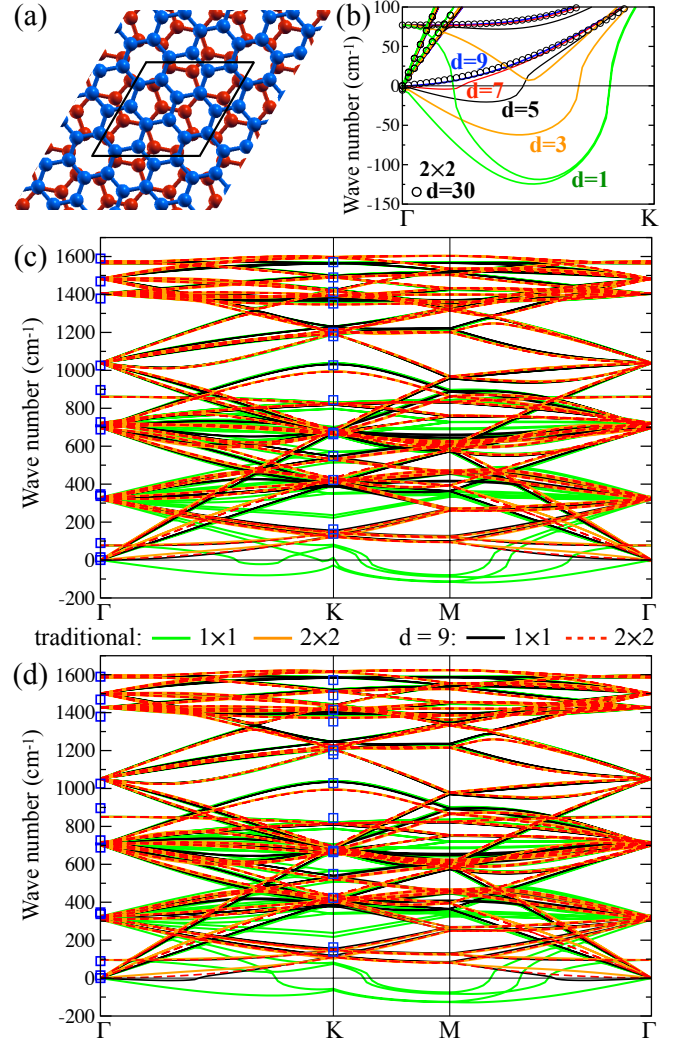 (a)
(b)
Wave number (cm⁻¹)
100
50
0
-50
-100
-150
d=9
d=7
d=5
d=3
d=1
2×2
d=30
Γ K
(c)
Wave number (cm⁻¹)
1600
1400
1200
1000
800
600
400
200
0
-200
Γ K M Γ
traditional: 1×1 2×2 d = 9: 1×1 2×2
(d)
Wave number (cm⁻¹)
1600
1400
1200
1000
800
600
400
200
0
-200
Γ K M Γ